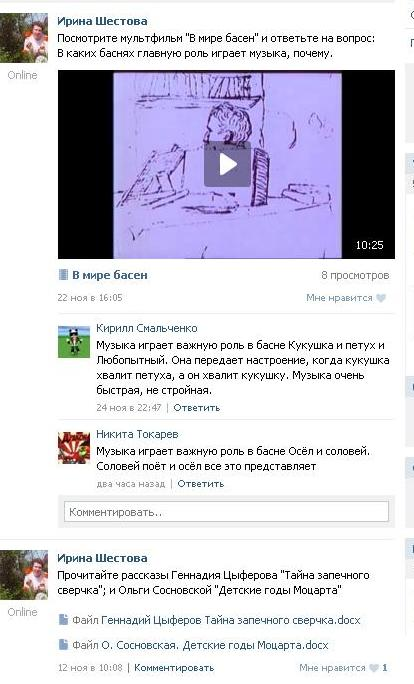 Ирина Шестова
Посмотрите мультфильм "В мире басен" и ответьте на вопрос:
В каких баснях главную роль играет музыка, почему.
Online
10:25
В мире басен
8 просмотров
22 ноя в 16:05
Мне нравится
Кирилл Смальченко
Музыка играет важную роль в басне Кукушка и петух и
Любопытный. Она передает настроение, когда кукушка
хвалит петуха, а он хвалит кукушку. Музыка очень
быстрая, не стройная.
24 ноя в 22:47 | Ответить
Никита Токарев
Музыка играет важную роль в басне Осёл и соловей.
Соловей поёт и осёл все это представляет
два часа назад | Ответить
Комментировать..
Ирина Шестова
Прочитайте рассказы Геннадия Цыферова "Тайна запечного
сверчка"; и Ольги Сосновской "Детские годы Моцарта"
Online
Файл Геннадий Цыферов Тайна запечного сверчка.docx
Файл О. Сосновская. Детские годы Моцарта.docx
12 ноя в 10:08 | Комментировать
Мне нравится 1